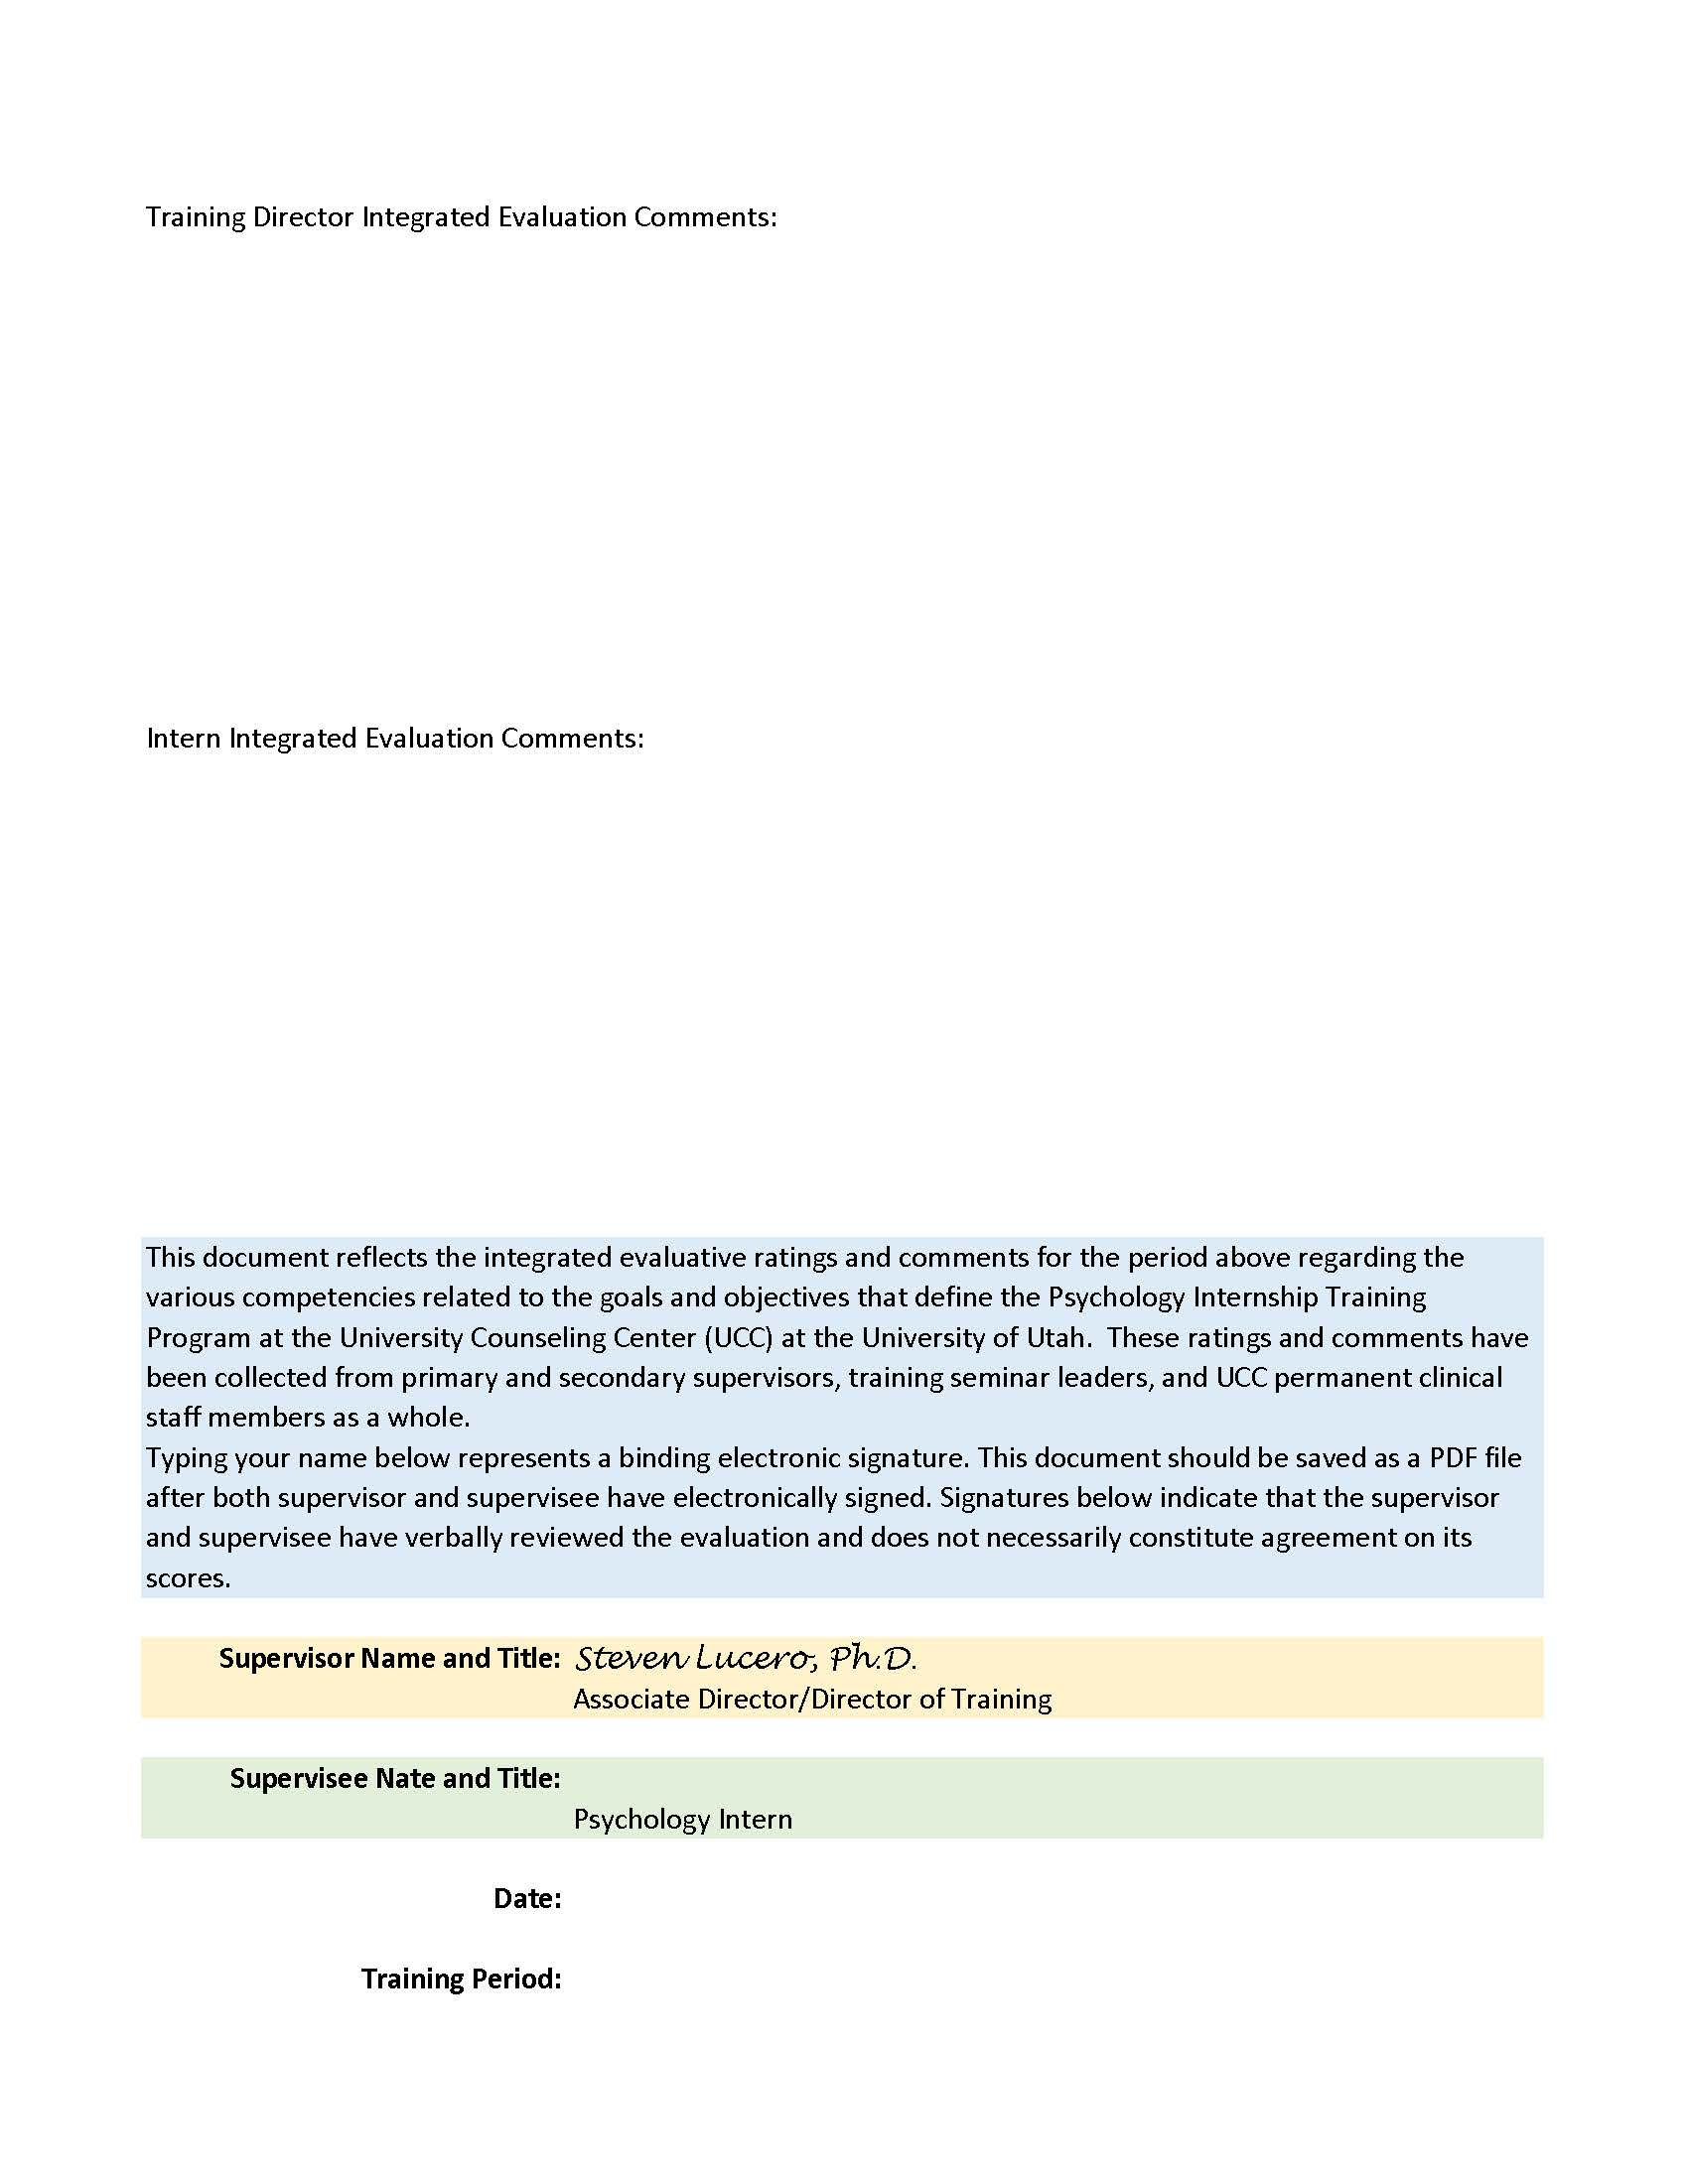 Training Director Integrated Evaluation Comments:
Intern Integrated Evaluation Comments:
This document reflects the integrated evaluative ratings and comments for the period above regarding the
various competencies related to the goals and objectives that define the Psychology Internship Training
Program at the University Counseling Center (UCC) at the University of Utah.  These ratings and comments have
been collected from primary and secondary supervisors, training seminar leaders, and UCC permanent clinical
staff members as a whole.
Typing your name below represents a binding electronic signature. This document should be saved as a PDF file
after both supervisor and supervisee have electronically signed. Signatures below indicate that the supervisor
and supervisee have verbally reviewed the evaluation and does not necessarily constitute agreement on its
scores.
Supervisor Name and Title: Steven Lucero, Ph.D.
Associate Director/Director of Training
Supervisee Nate and Title:
Psychology Intern
Date:
Training Period: